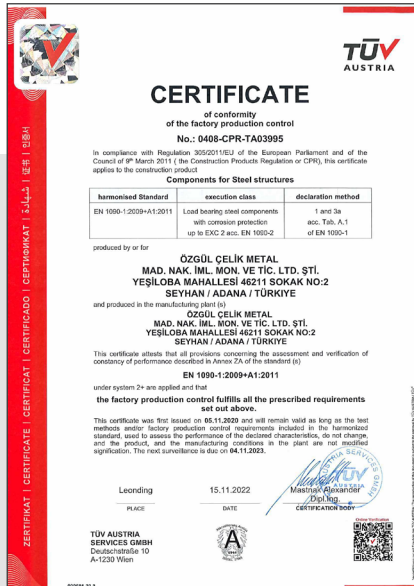 TÜV
AUSTRIA
CERTIFICATE
of conformity
of the factory production control
No.: 0408-CPR-TA03995
In compliance with Regulation 305/2011/EU of the European Parliament and of the
Council of 9th March 2011 ( the Construction Products Regulation or CPR), this certificate
applies to the construction product
Components for Steel structures
harmonised Standard execution class declaration method
EN 1090-1:2009+A1:2011 Load bearing steel components 1 and 3a
with corrosion protection acc. Tab. A.1
up to EXC 2 acc. EN 1090-2 of EN 1090-1
produced by or for
ÖZGÜL ÇELİK METAL
MAD. NAK. İML. MON. VE TİC. LTD. ŞTİ.
YEŞİLOBA MAHALLESİ 46211 SOKAK NO:2
SEYHAN / ADANA / TÜRKIYE
and produced in the manufacturing plant (s)
ÖZGÜL ÇELİK METAL
MAD. NAK. İML. MON. VE TİC. LTD. ŞTİ.
YEŞİLOBA MAHALLESİ 46211 SOKAK NO:2
SEYHAN / ADANA / TÜRKIYE
This certificate attests that all provisions concerning the assessment and verification of
constancy of performance described in Annex ZA of the standard (s)
EN 1090-1:2009+A1:2011
under system 2+ are applied and that
the factory production control fulfills all the prescribed requirements
set out above.
This certificate was first issued on 05.11.2020 and will remain valid as long as the test
methods and/or factory production control requirements included in the harmonized
standard, used to assess the performance of the declared characteristics, do not change,
and the product, and the manufacturing conditions in the plant are not modified
signification. The next surveillance is due on 04.11.2023.
Leonding 15.11.2022 Mastnak Alexander
Dipl.Ing.
PLACE DATE CERTIFICATION BODY
TÜV AUSTRIA
SERVICES GMBH
Deutschstraße 10
A-1230 Wien
Online Verification
ZERTIFIKAT | CERTIFICATE | CERTIFICAT | CERTIFICADO | СЕРТИФИКАТ | شهادة | 证书 | 인증서